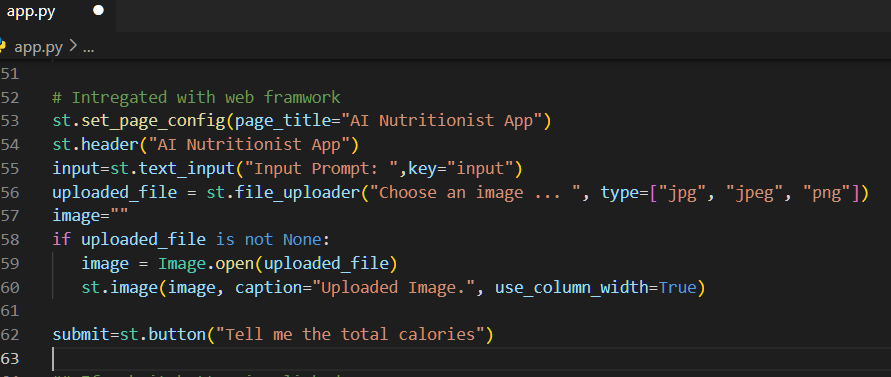 app.py
app.py > ...
51
52 # Intregated with web framwork
53 st.set_page_config(page_title="AI Nutritionist App")
54 st.header("AI Nutritionist App")
55 input=st.text_input("Input Prompt: ",key="input")
56 uploaded_file = st.file_uploader("Choose an image ... ", type=["jpg", "jpeg", "png"])
57 image=""
58 if uploaded_file is not None:
59 image = Image.open(uploaded_file)
60 st.image(image, caption="Uploaded Image.", use_column_width=True)
61
62 submit=st.button("Tell me the total calories")
63